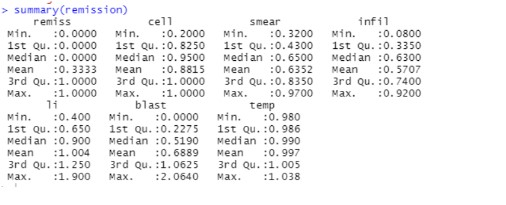 > summary(remission)
remiss cell smear infil
Min. :0.0000 Min. :0.2000 Min. :0.3200 Min. :0.0800
1st Qu.:0.0000 1st Qu.:0.8250 1st Qu.:0.4300 1st Qu.:0.3350
Median :0.0000 Median :0.9500 Median :0.6500 Median :0.6300
Mean :0.3333 Mean :0.8815 Mean :0.6352 Mean :0.5707
3rd Qu.:1.0000 3rd Qu.:1.0000 3rd Qu.:0.8350 3rd Qu.:0.7400
Max. :1.0000 Max. :1.0000 Max. :0.9700 Max. :0.9200
li blast temp
Min. :0.400 Min. :0.0000 Min. :0.980
1st Qu.:0.650 1st Qu.:0.2275 1st Qu.:0.986
Median :0.900 Median :0.5190 Median :0.990
Mean :1.004 Mean :0.6889 Mean :0.997
3rd Qu.:1.250 3rd Qu.:1.0625 3rd Qu.:1.005
Max. :1.900 Max. :2.0640 Max. :1.038